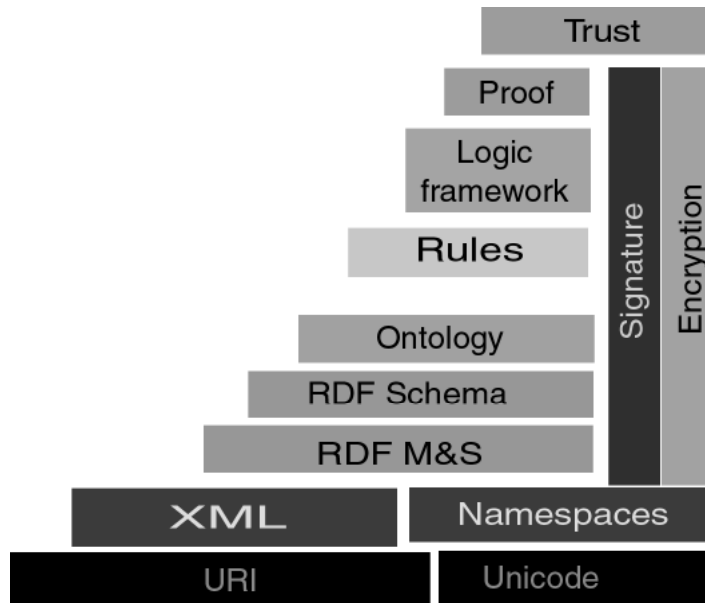 Trust
Proof
Logic
framework
Rules
Ontology
RDF Schema
RDF M&S
Signature
Encryption
XML
Namespaces
URI
Unicode